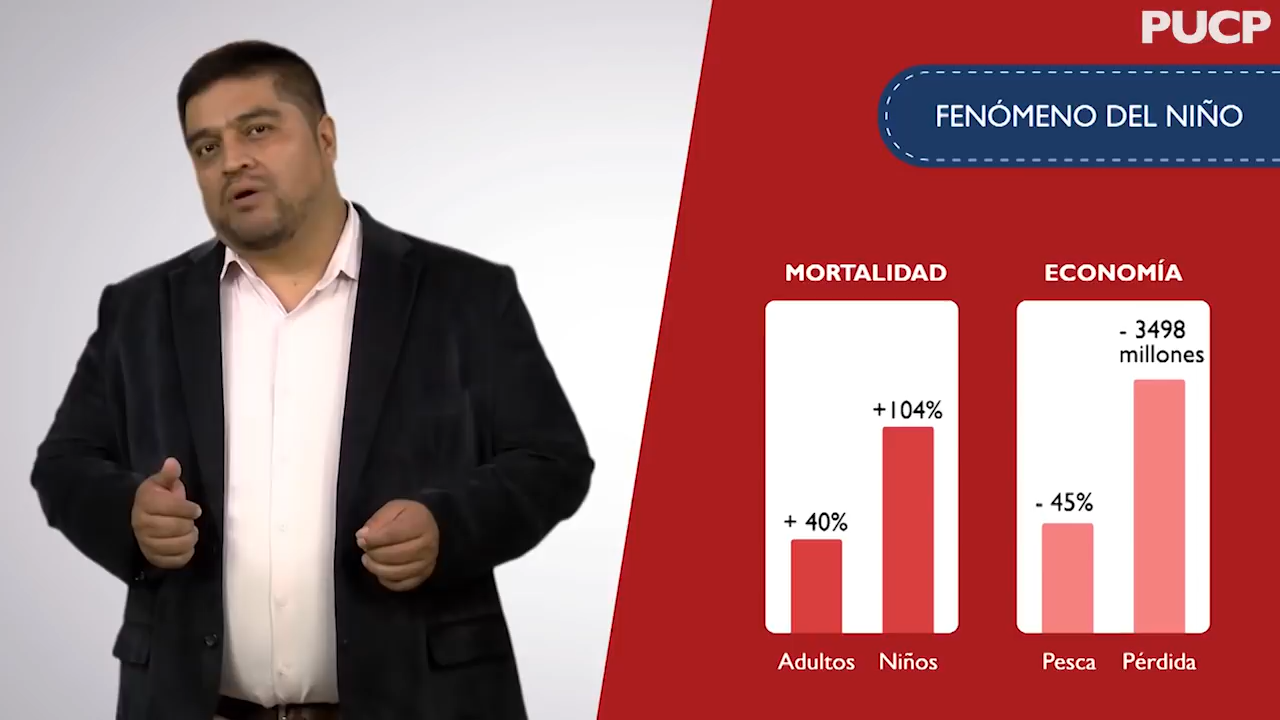 PUCP
FENÓMENO DEL NIÑO
MORTALIDAD
+ 40%
+104%
Adultos Niños
ECONOMÍA
- 3498
millones
- 45%
Pesca Pérdida